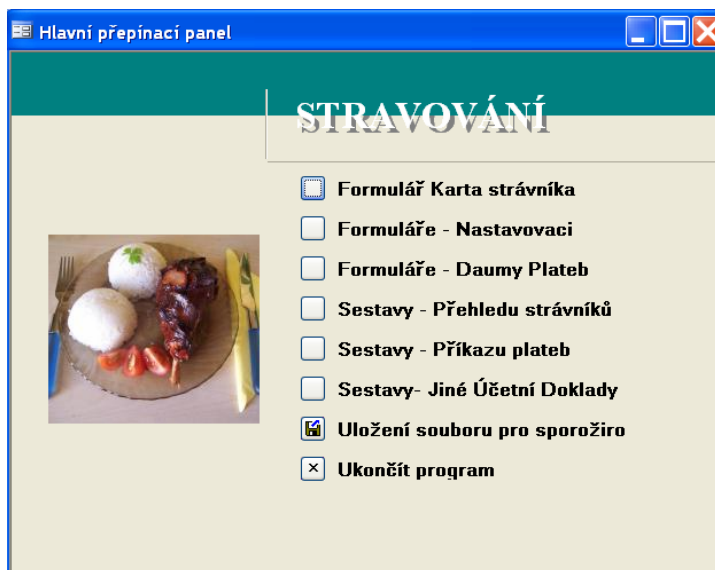 Hlavní přepínací panel
STRAVOVÁNÍ
Formulář Karta strávníka
Formuláře - Nastavovaci
Formuláře - Daumy Plateb
Sestavy - Přehledu strávníků
Sestavy - Příkazu plateb
Sestavy- Jiné Účetní Doklady
Uložení souboru pro sporožiro
Ukončít program